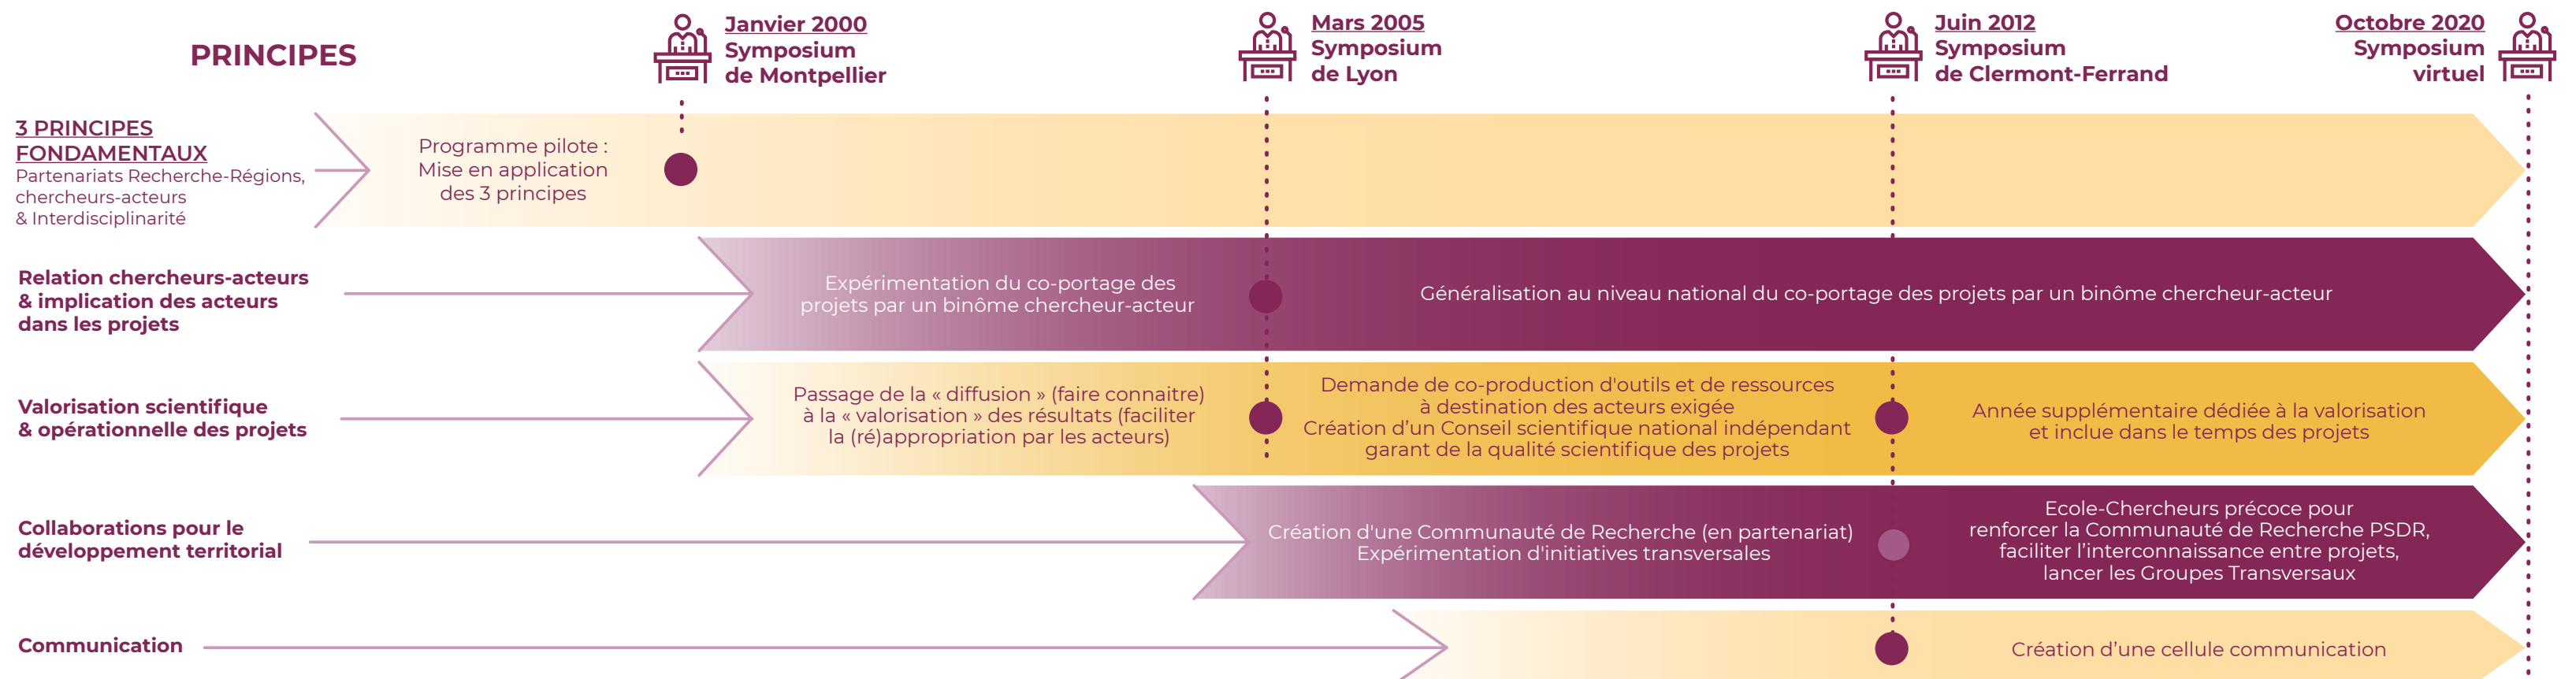 PRINCIPES
Janvier 2000
Symposium
de Montpellier
Mars 2005
Symposium
de Lyon
Juin 2012
Symposium
de Clermont-Ferrand
Octobre 2020
Symposium
virtuel
3 PRINCIPES
FONDAMENTAUX
Partenariats Recherche-Régions,
chercheurs-acteurs
& Interdisciplinarité
Programme pilote :
Mise en application
des 3 principes
Relation chercheurs-acteurs
& implication des acteurs
dans les projets
Expérimentation du co-portage des
projets par un binôme chercheur-acteur
Généralisation au niveau national du co-portage des projets par un binôme chercheur-acteur
Valorisation scientifique
& opérationnelle des projets
Passage de la « diffusion » (faire connaitre)
à la « valorisation » des résultats (faciliter
la (ré)appropriation par les acteurs)
Demande de co-production d'outils et de ressources
à destination des acteurs exigée
Création d’un Conseil scientifique national indépendant
garant de la qualité scientifique des projets
Année supplémentaire dédiée à la valorisation
et inclue dans le temps des projets
Collaborations pour le
développement territorial
Création d'une Communauté de Recherche (en partenariat)
Expérimentation d'initiatives transversales
Ecole-Chercheurs précoce pour
renforcer la Communauté de Recherche PSDR,
faciliter l’interconnaissance entre projets,
lancer les Groupes Transversaux
Communication
Création d’une cellule communication